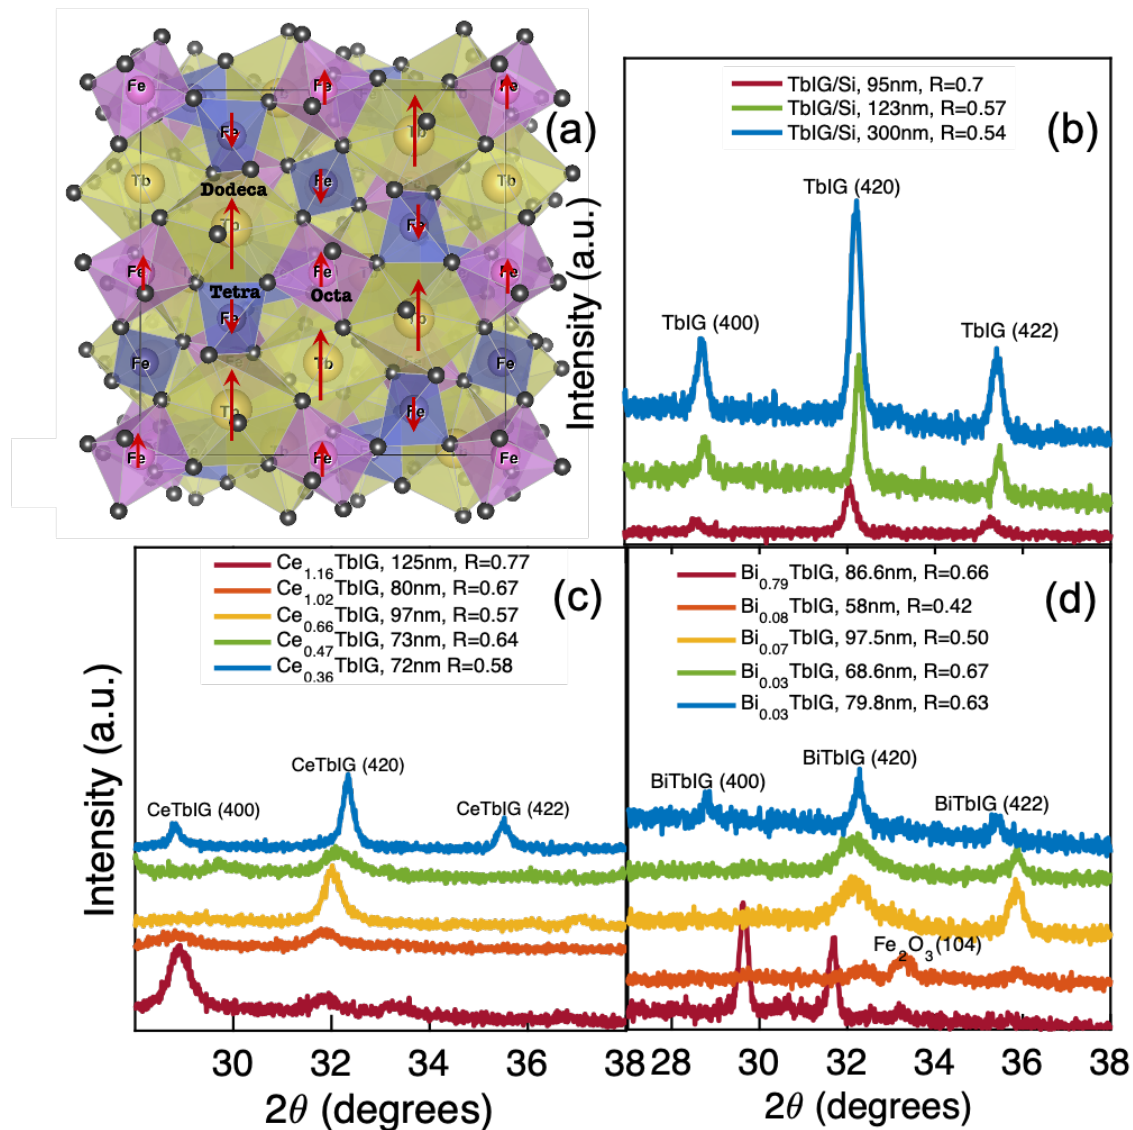 (a)
Fe
Fe
Fe
Fe
Tb
Tb
Fe
Tb
Dodeca
Tb
Fe
Fe
Fe
Fe
Tetra
Octa
Fe
Tb
Fe
Tb
Fe
Tb
Fe
Fe
Fe
Fe
(b)
TbIG/Si, 95nm, R=0.7
TbIG/Si, 123nm, R=0.57
TbIG/Si, 300nm, R=0.54
TbIG (420)
TbIG (400)
TbIG (422)
Intensity (a.u.)
(c)
Ce1.16TbIG, 125nm, R=0.77
Ce1.02TbIG, 80nm, R=0.67
Ce0.66TbIG, 97nm, R=0.57
Ce0.47TbIG, 73nm, R=0.64
Ce0.36TbIG, 72nm R=0.58
CeTbIG (420)
CeTbIG (400)
CeTbIG (422)
Intensity (a.u.)
30 32 34 36 38
2θ (degrees)
(d)
Bi0.79TbIG, 86.6nm, R=0.66
Bi0.08TbIG, 58nm, R=0.42
Bi0.07TbIG, 97.5nm, R=0.50
Bi0.03TbIG, 68.6nm, R=0.67
Bi0.03TbIG, 79.8nm, R=0.63
BiTbIG (420)
BiTbIG (400)
BiTbIG (422)
Fe2O3(104)
28 30 32 34 36 38
2θ (degrees)